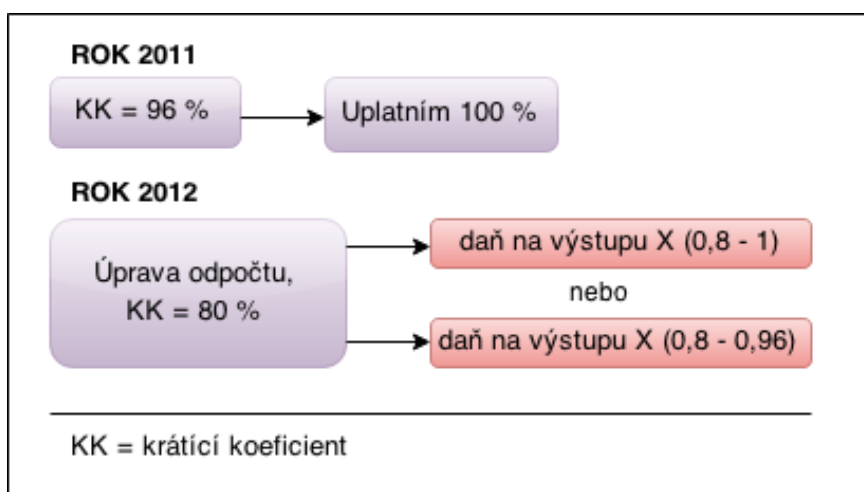 ROK 2011
KK = 96 %
Uplatním 100 %
ROK 2012
Úprava odpočtu,
KK = 80 %
daň na výstupu X (0,8 - 1)
nebo
daň na výstupu X (0,8 - 0,96)
KK = krátící koeficient